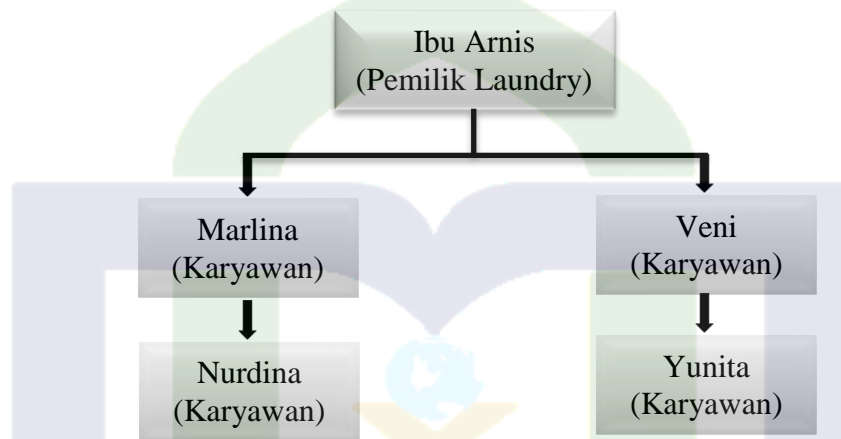 Ibu Arnis
(Pemilik Laundry)
Marlina
(Karyawan)
Veni
(Karyawan)
Nurdina
(Karyawan)
Yunita
(Karyawan)